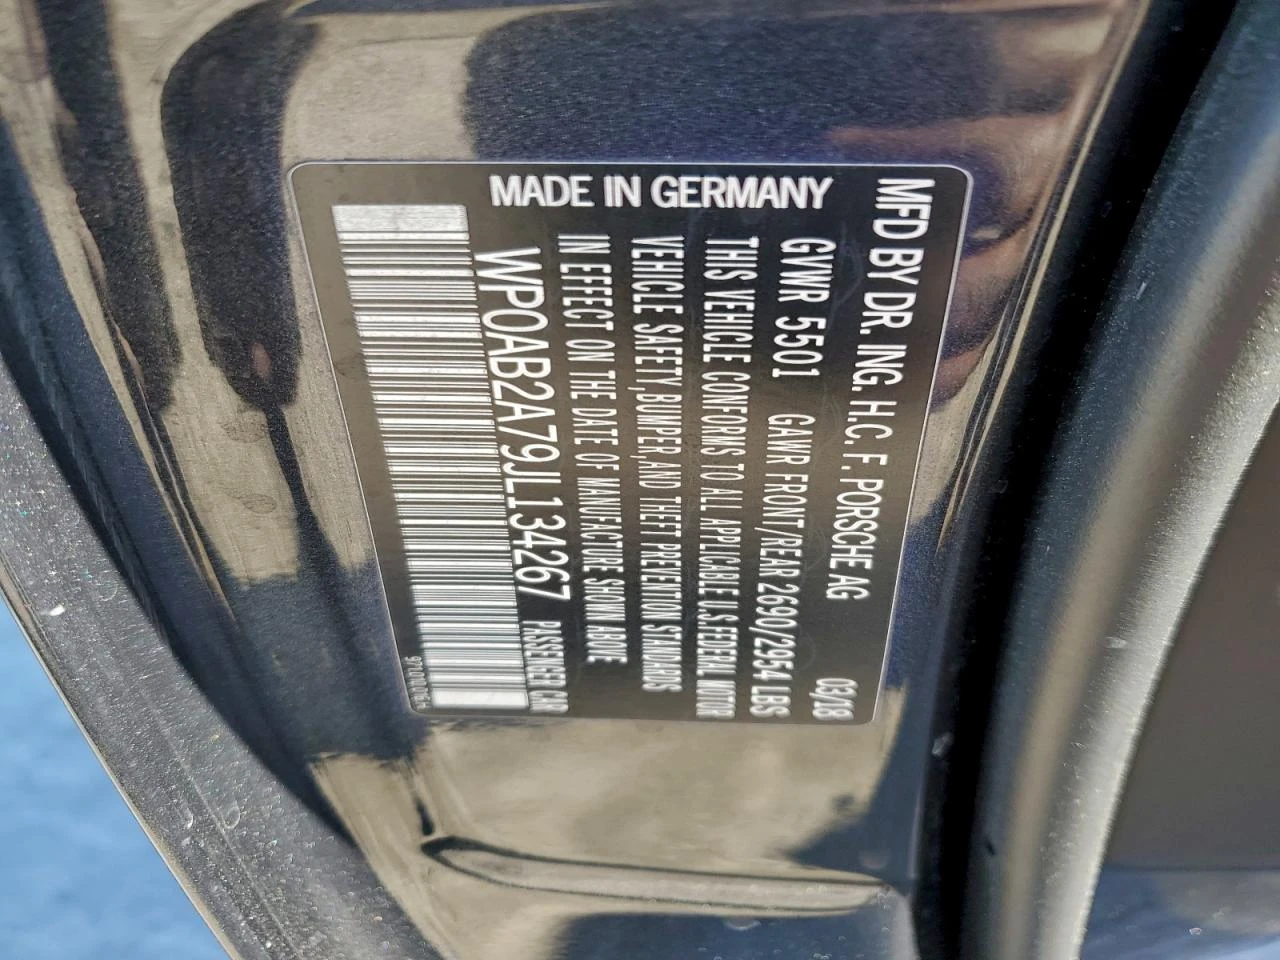 MFD BY DR. ING. H.C. F. PORSCHE AG
GVWR 5501 GAWR FRONT/REAR 2690/2954 LBS 03/18
THIS VEHICLE CONFORMS TO ALL APPLICABLE U.S FEDERAL MOTOR
VEHICLE SAFETY, BUMPER, AND THEFT PREVENTION STANDARDS
IN EFFECT ON THE DATE OF MANUFACTURE SHOWN ABOVE
WP0AB2A79JL134267 PASSENGER CAR
MADE IN GERMANY